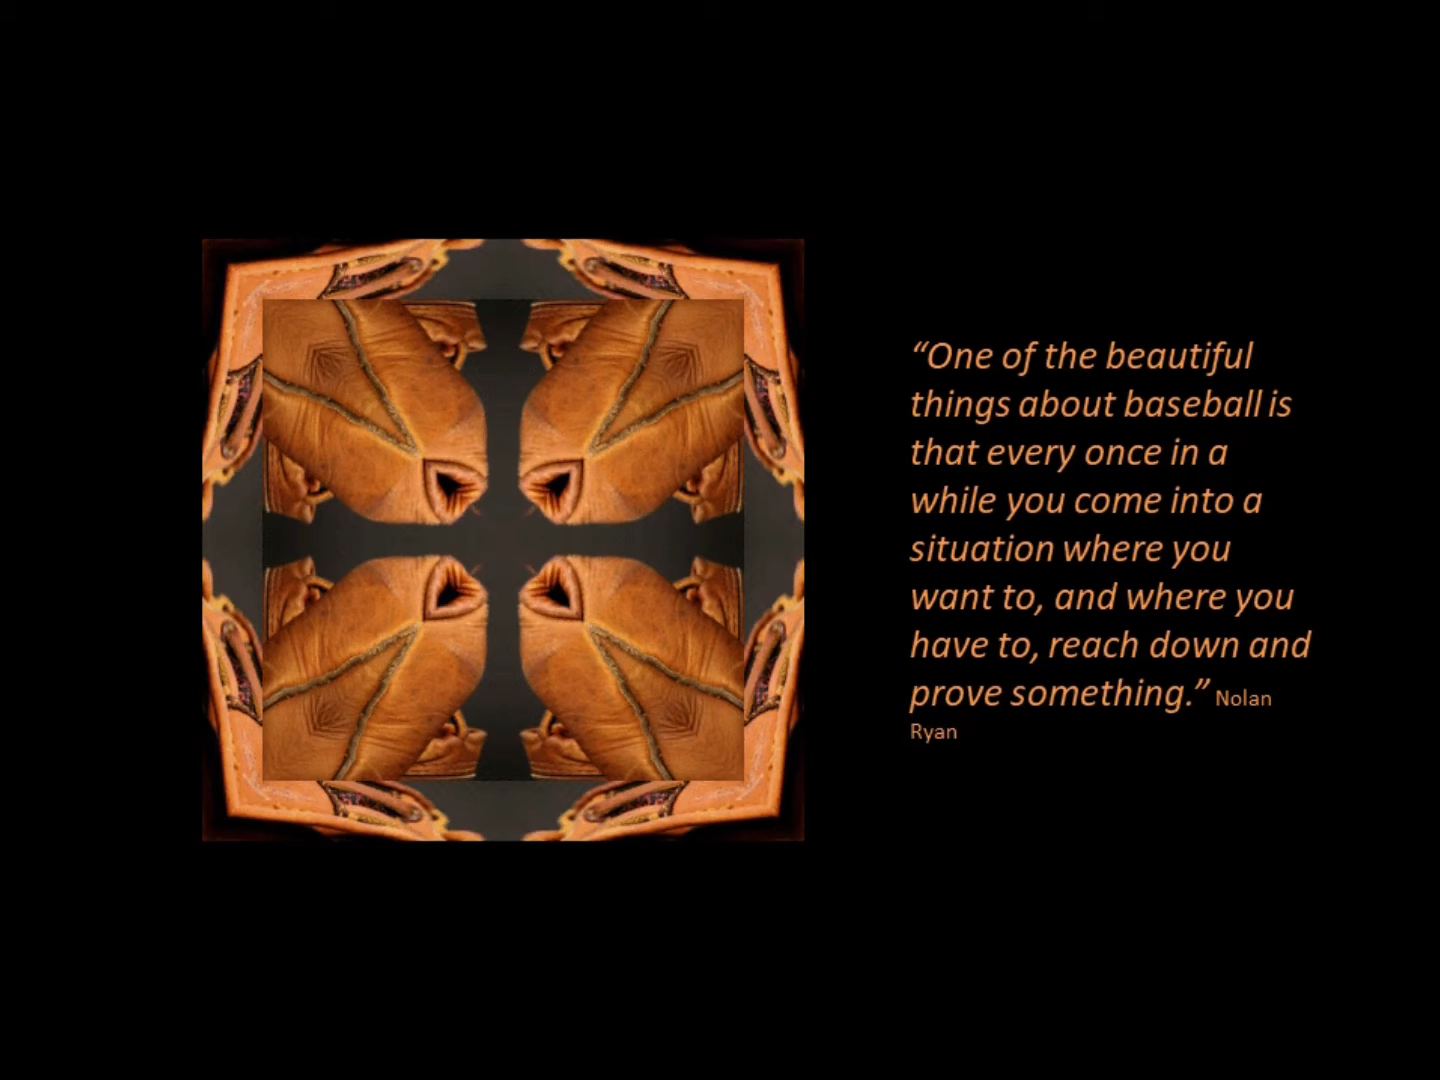 “One of the beautiful
things about baseball is
that every once in a
while you come into a
situation where you
want to, and where you
have to, reach down and
prove something.” Nolan
Ryan